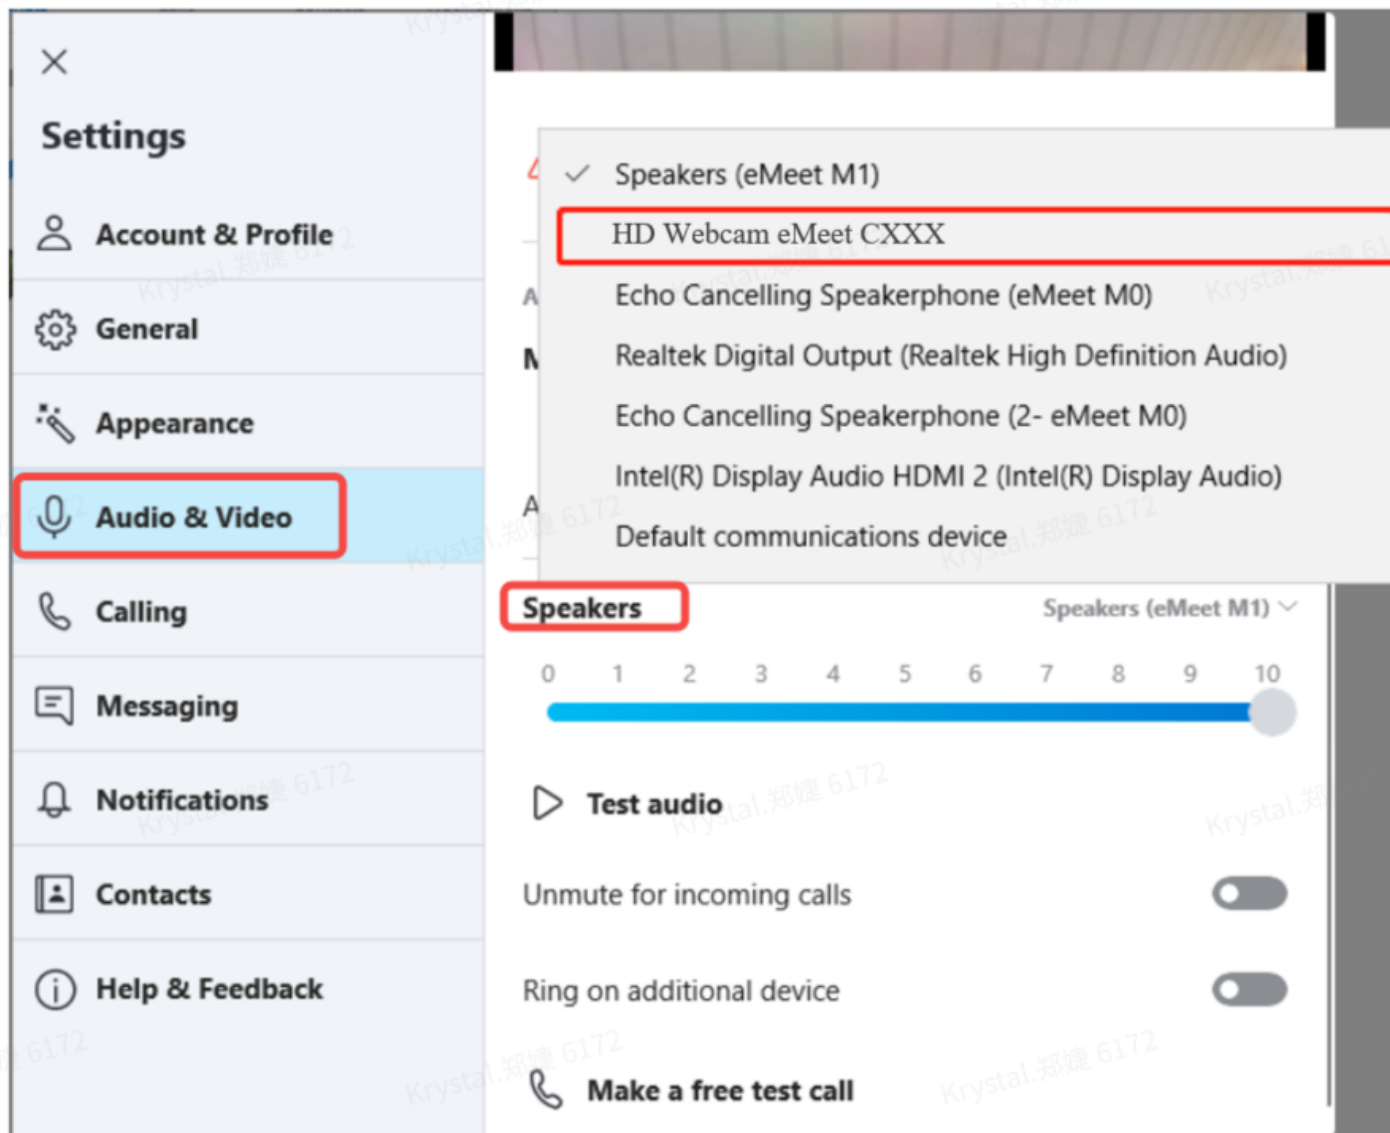 Settings
Account & Profile
General
Appearance
Audio & Video
Calling
Messaging
Notifications
Contacts
Help & Feedback
Speakers (eMeet M1)
HD Webcam eMeet CXXX
Echo Cancelling Speakerphone (eMeet M0)
Realtek Digital Output (Realtek High Definition Audio)
Echo Cancelling Speakerphone (2- eMeet M0)
Intel(R) Display Audio HDMI 2 (Intel(R) Display Audio)
Default communications device
Speakers
Speakers (eMeet M1)
0 1 2 3 4 5 6 7 8 9 10
Test audio
Unmute for incoming calls
Ring on additional device
Make a free test call
Krystal.郑婕 6172